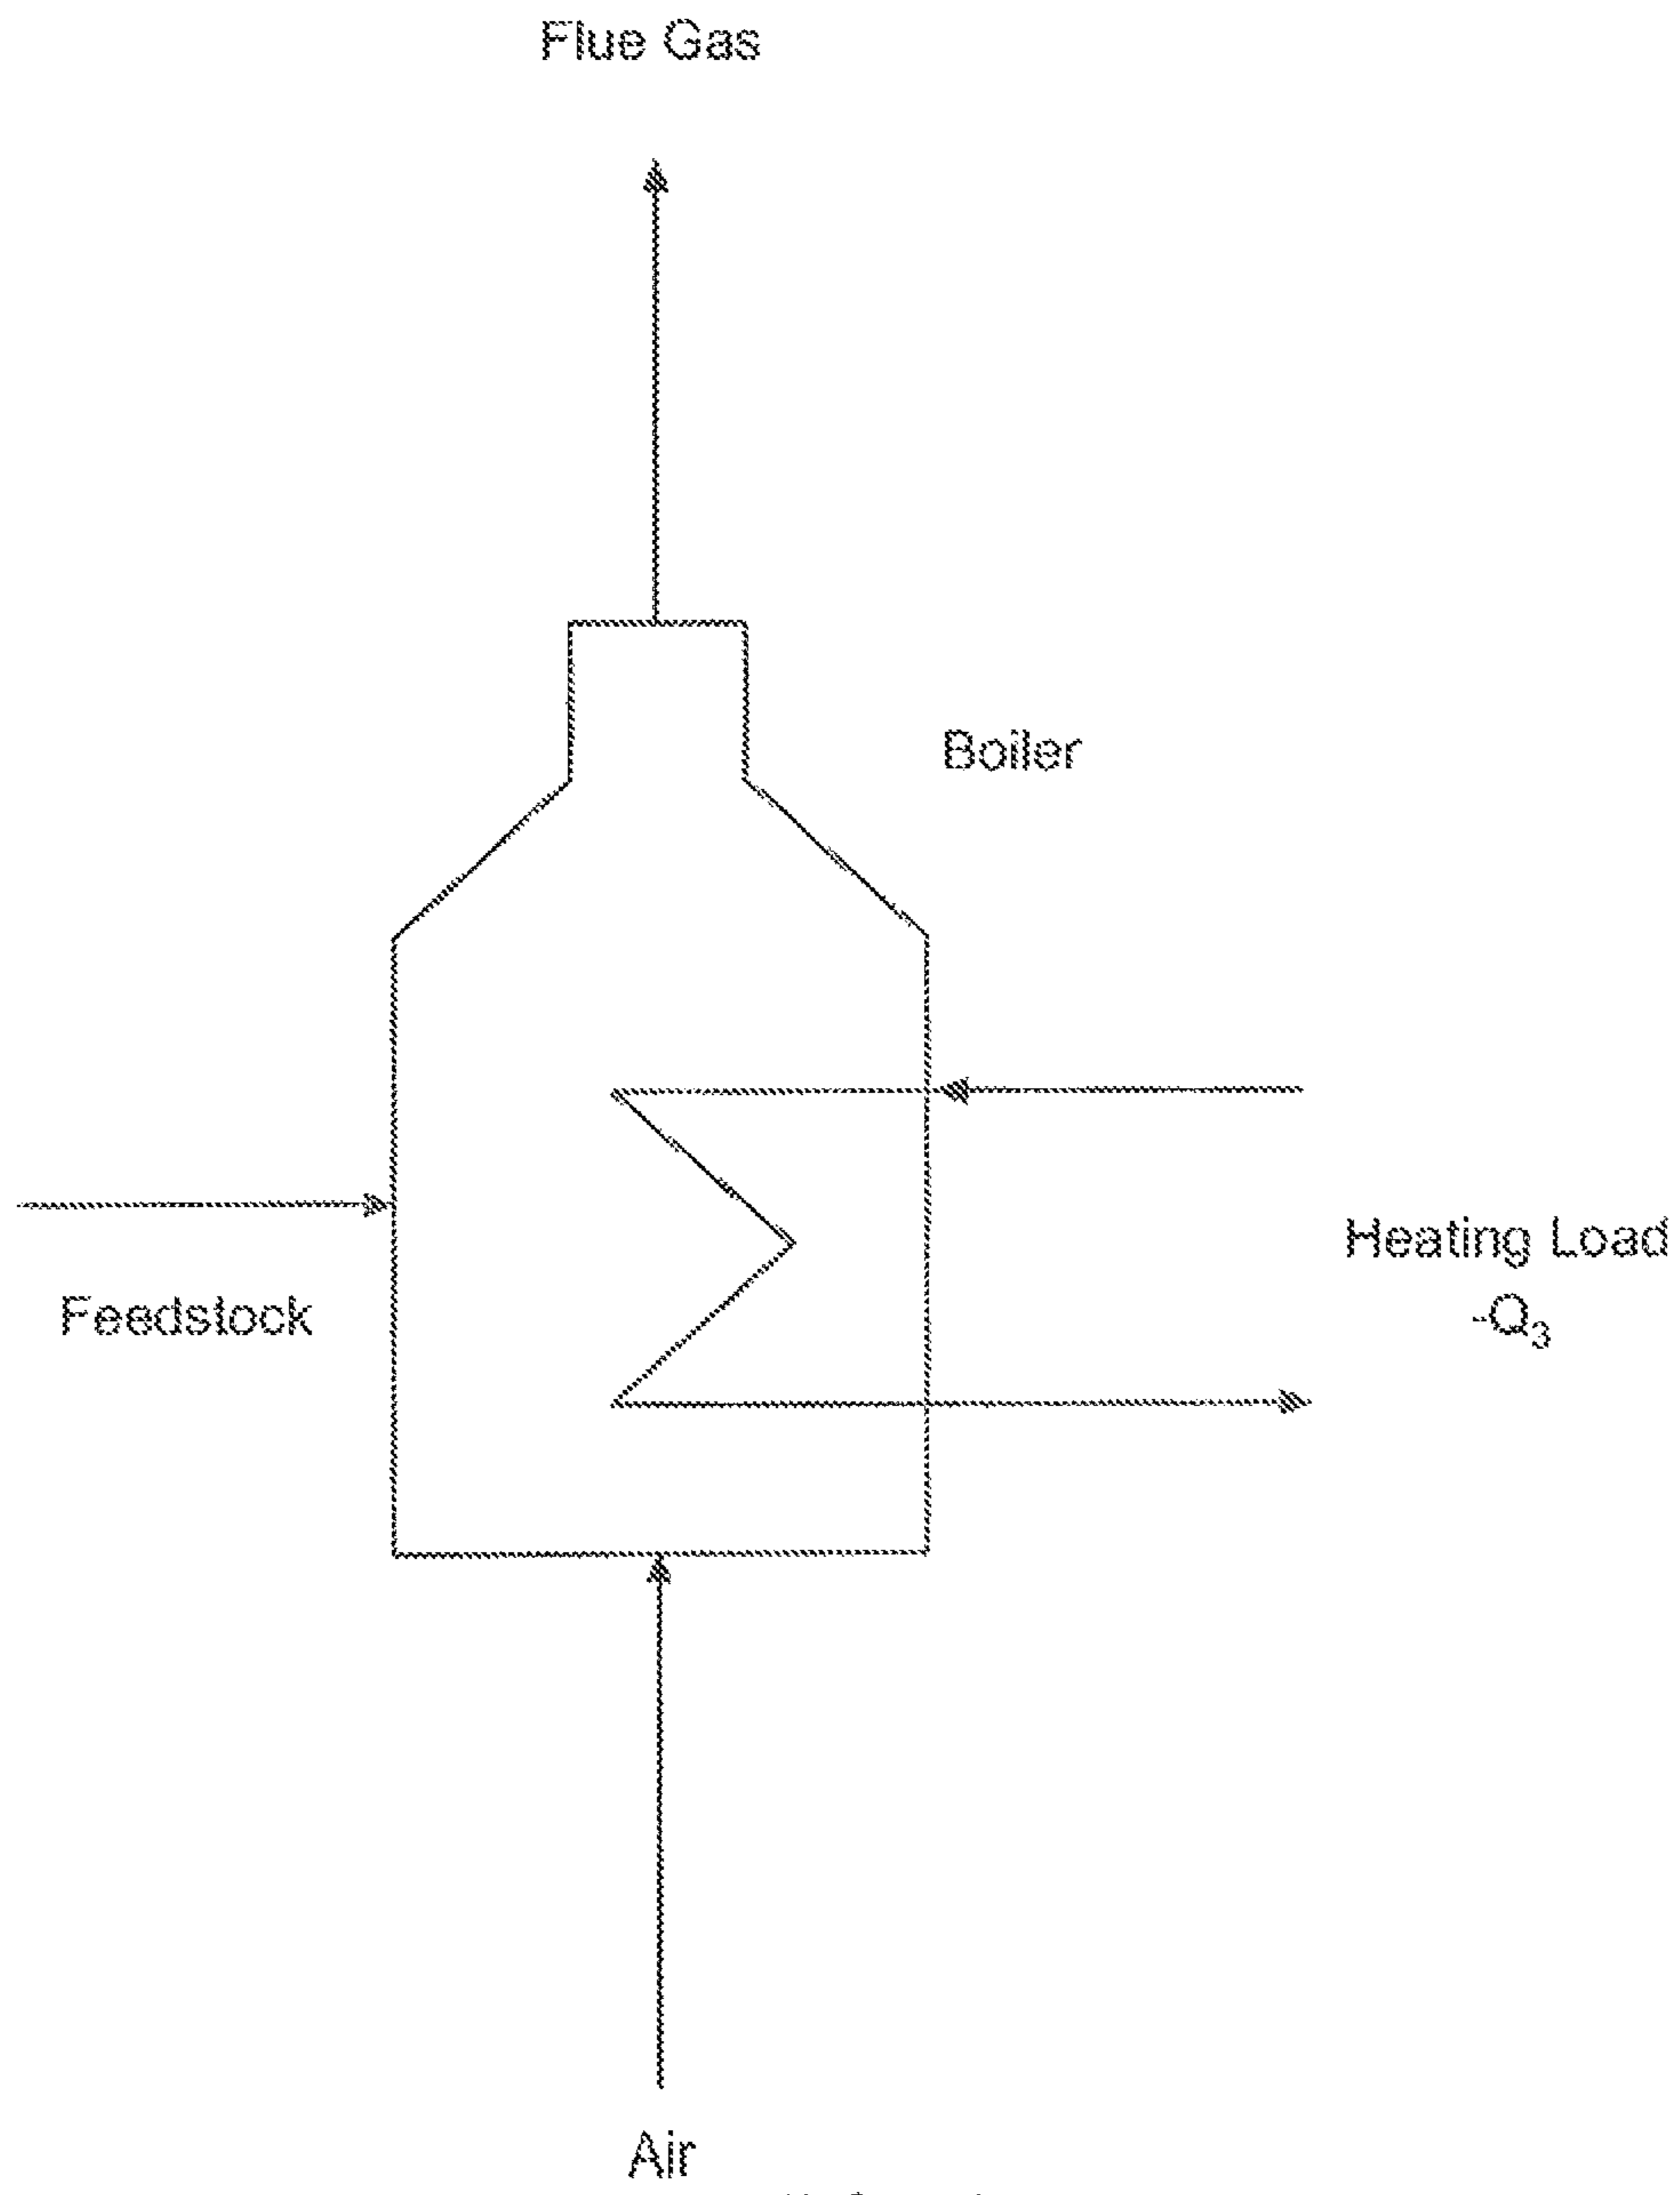 Flue Gas
Boiler
Feedstock
Heating Load
-Q₃
Air